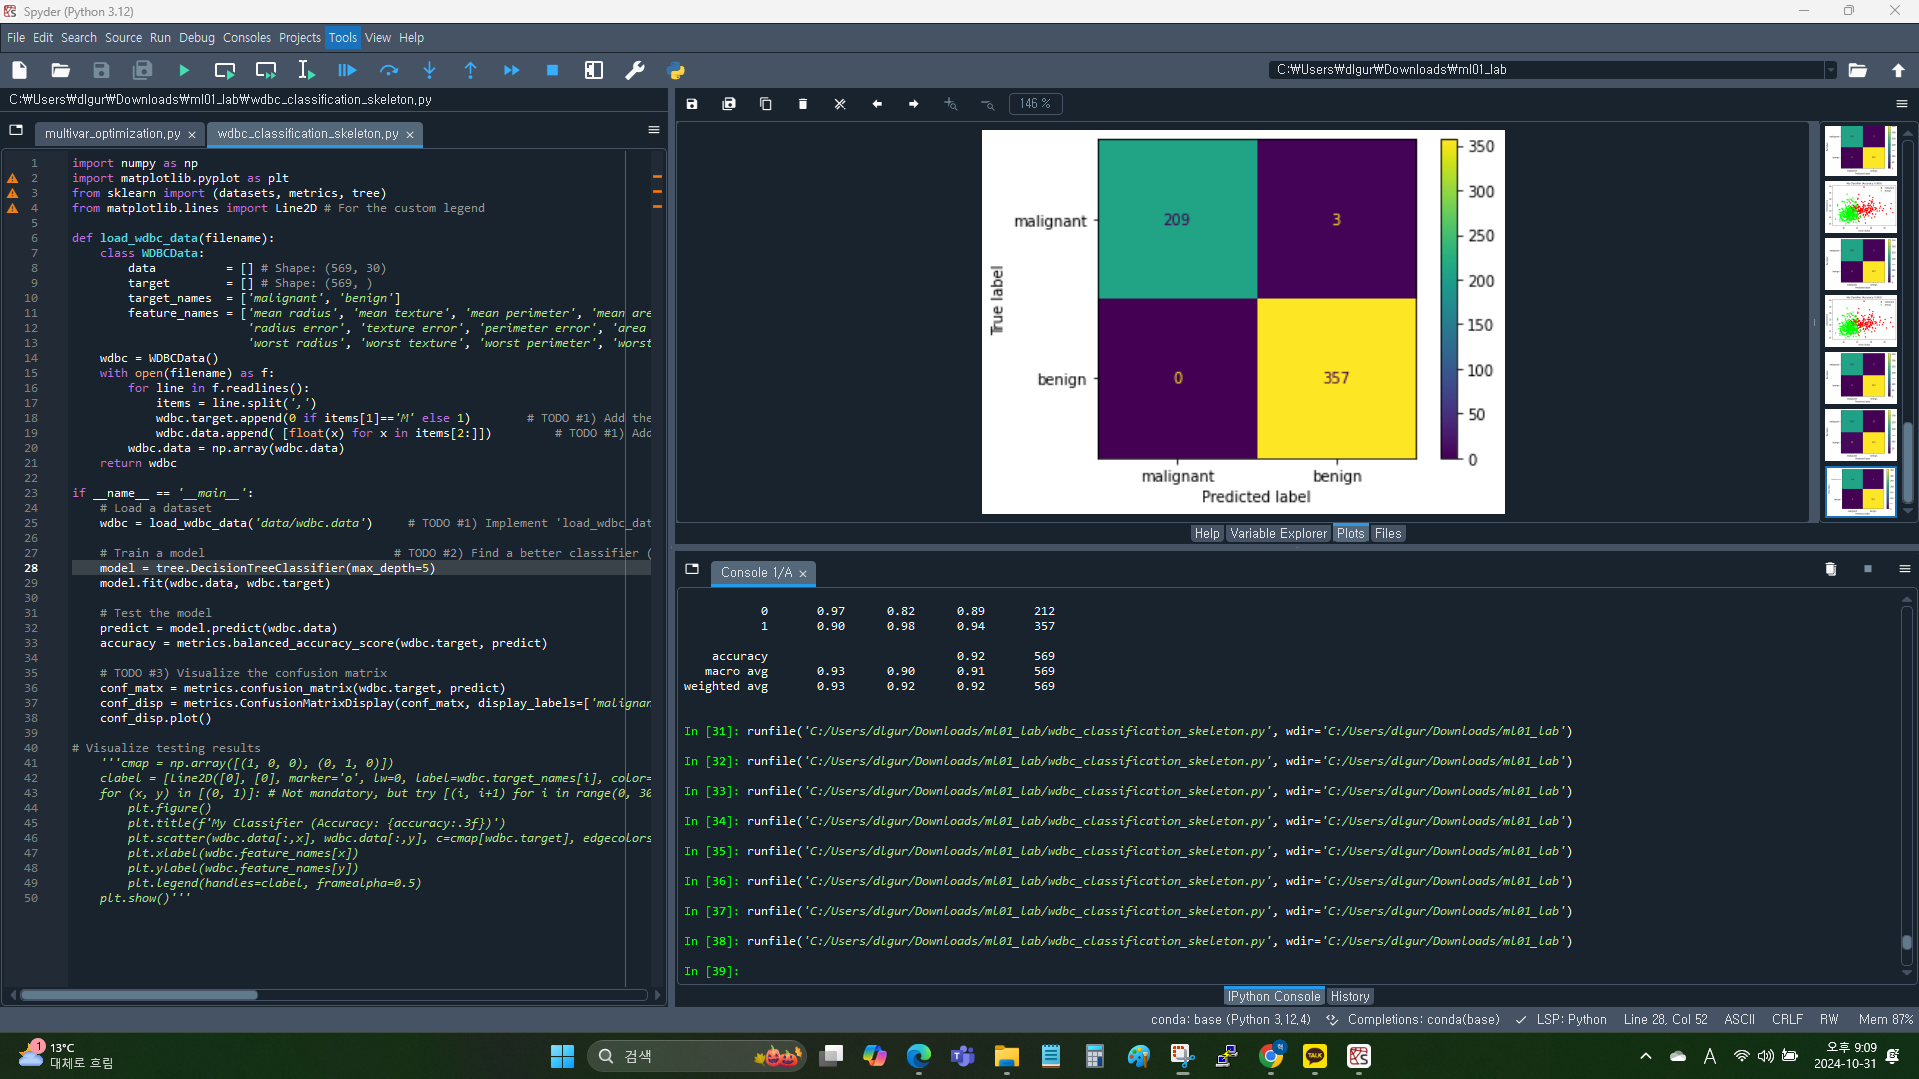 Spyder (Python 3.12)
File Edit Search Source Run Debug Consoles Projects Tools View Help
C:₩Users₩dlgur₩Downloads₩ml01_lab
C:₩Users₩dlgur₩Downloads₩ml01_lab₩wdbc_classification_skeleton.py
multivar_optimization.py
wdbc_classification_skeleton.py
1 import numpy as np
2 import matplotlib.pyplot as plt
3 from sklearn import (datasets, metrics, tree)
4 from matplotlib.lines import Line2D # For the custom legend
5
6 def load_wdbc_data(filename):
7 class WDBCData:
8 data = [] # Shape: (569, 30)
9 target = [] # Shape: (569, )
10 target_names = ['malignant', 'benign']
11 feature_names = ['mean radius', 'mean texture', 'mean perimeter', 'mean are
12 'radius error', 'texture error', 'perimeter error', 'area
13 'worst radius', 'worst texture', 'worst perimeter', 'worst
14 wdbc = WDBCData()
15 with open(filename) as f:
16 for line in f.readlines():
17 items = line.split(',')
18 wdbc.target.append(0 if items[1]=='M' else 1) # TODO #1) Add the
19 wdbc.data.append( [float(x) for x in items[2:]]) # TODO #1) Add
20 wdbc.data = np.array(wdbc.data)
21 return wdbc
22
23 if __name__ == '__main__':
24 # Load a dataset
25 wdbc = load_wdbc_data('data/wdbc.data') # TODO #1) Implement 'load_wdbc_dat
26
27 # Train a model # TODO #2) Find a better classifier (
28 model = tree.DecisionTreeClassifier(max_depth=5)
29 model.fit(wdbc.data, wdbc.target)
30
31 # Test the model
32 predict = model.predict(wdbc.data)
33 accuracy = metrics.balanced_accuracy_score(wdbc.target, predict)
34
35 # TODO #3) Visualize the confusion matrix
36 conf_matx = metrics.confusion_matrix(wdbc.target, predict)
37 conf_disp = metrics.ConfusionMatrixDisplay(conf_matx, display_labels=['malignan
38 conf_disp.plot()
39
40 # Visualize testing results
41 '''cmap = np.array([(1, 0, 0), (0, 1, 0)])
42 clabel = [Line2D([0], [0], marker='o', lw=0, label=wdbc.target_names[i], color=
43 for (x, y) in [(0, 1)]: # Not mandatory, but try [(i, i+1) for i in range(0, 30
44 plt.figure()
45 plt.title(f'My Classifier (Accuracy: {accuracy:.3f})')
46 plt.scatter(wdbc.data[:,x], wdbc.data[:,y], c=cmap[wdbc.target], edgecolors
47 plt.xlabel(wdbc.feature_names[x])
48 plt.ylabel(wdbc.feature_names[y])
49 plt.legend(handles=clabel, framealpha=0.5)
50 plt.show()'''
146 %
malignant 209 3
benign 0 357
True label
malignant benign
Predicted label
350
300
250
200
150
100
50
0
Help Variable Explorer Plots Files
Console 1/A
0 0.97 0.82 0.89 212
1 0.90 0.98 0.94 357
accuracy 0.92 569
macro avg 0.93 0.90 0.91 569
weighted avg 0.93 0.92 0.92 569
In [31]: runfile('C:/Users/dlgur/Downloads/ml01_lab/wdbc_classification_skeleton.py', wdir='C:/Users/dlgur/Downloads/ml01_lab')
In [32]: runfile('C:/Users/dlgur/Downloads/ml01_lab/wdbc_classification_skeleton.py', wdir='C:/Users/dlgur/Downloads/ml01_lab')
In [33]: runfile('C:/Users/dlgur/Downloads/ml01_lab/wdbc_classification_skeleton.py', wdir='C:/Users/dlgur/Downloads/ml01_lab')
In [34]: runfile('C:/Users/dlgur/Downloads/ml01_lab/wdbc_classification_skeleton.py', wdir='C:/Users/dlgur/Downloads/ml01_lab')
In [35]: runfile('C:/Users/dlgur/Downloads/ml01_lab/wdbc_classification_skeleton.py', wdir='C:/Users/dlgur/Downloads/ml01_lab')
In [36]: runfile('C:/Users/dlgur/Downloads/ml01_lab/wdbc_classification_skeleton.py', wdir='C:/Users/dlgur/Downloads/ml01_lab')
In [37]: runfile('C:/Users/dlgur/Downloads/ml01_lab/wdbc_classification_skeleton.py', wdir='C:/Users/dlgur/Downloads/ml01_lab')
In [38]: runfile('C:/Users/dlgur/Downloads/ml01_lab/wdbc_classification_skeleton.py', wdir='C:/Users/dlgur/Downloads/ml01_lab')
In [39]:
IPython Console History
conda: base (Python 3.12.4) Completions: conda(base) LSP: Python Line 28, Col 52 ASCII CRLF RW Mem 87%
1
13°C
대체로 흐림
검색
TALK
A
오후 9:09
2024-10-31